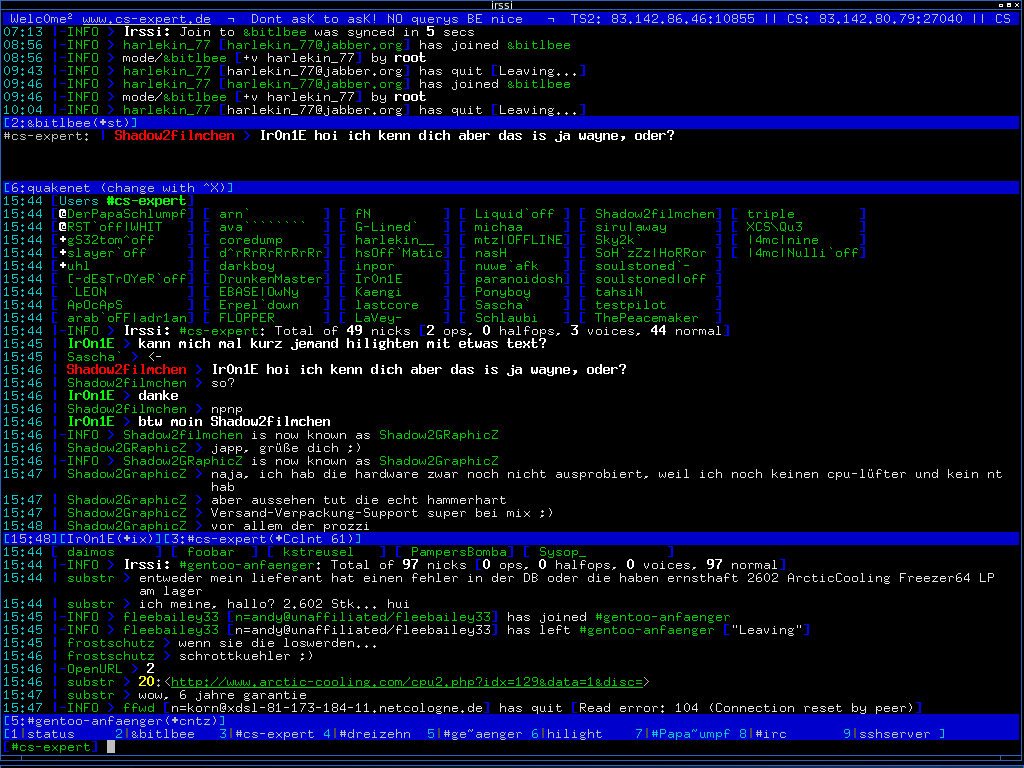 irssi
WelcOme² www.cs-expert.de ¬ Dont asK to asK! NO querys BE nice ¬ TS2: 83.142.86.46:10855 || CS: 83.142.80.79:27040 || CS
07:13 |-INFO > Irssi: Join to &bitlbee was synced in 5 secs
08:56 |-INFO > harlekin_77 [harlekin_77@jabber.org] has joined &bitlbee
08:56 |-INFO > mode/&bitlbee [+v harlekin_77] by root
09:43 |-INFO > harlekin_77 [harlekin_77@jabber.org] has quit [Leaving...]
09:46 |-INFO > harlekin_77 [harlekin_77@jabber.org] has joined &bitlbee
09:46 |-INFO > mode/&bitlbee [+v harlekin_77] by root
10:04 |-INFO > harlekin_77 [harlekin_77@jabber.org] has quit [Leaving...]
[2:&bitlbee(+st)]
#cs-expert: | Shadow2filmchen > IrOn1E hoi ich kenn dich aber das is ja wayne, oder?
[6:quakenet (change with ^X)]
15:44 [Users #cs-expert]
15:44 [@DerPapaSchlumpf] [ arn` ] [ fN ] [ Liquid`off ] [ Shadow2filmchen] [ triple ]
15:44 [@RST`off|WHIT ] [ ava```````` ] [ G-Lined` ] [ michaa ] [ siru|away ] [ XCS\Qu3 ]
15:44 [+gS32tom^off ] [ coredump ] [ harlekin__ ] [ mtz|OFFLINE] [ Sky2k` ] [ |4mc|nine ]
15:44 [+slayer`off ] [ d^rRrRrRrRrRr] [ hsOff`Matic] [ nasH ] [ SoH`zZz|HoRRor ] [ |4mc|Nulli`off]
15:44 [+uhl ] [ darkboy ] [ inpor ] [ nuwe`afk ] [ soulstoned`- ]
15:44 [ [-dEsTrOYeR`off] [ DrunkenMaster] [ IrOn1E ] [ paranoidosh] [ soulstoned|off ]
15:44 [ `LEON ] [ EBASE|OwNy ] [ Kaengi ] [ Ponyboy ] [ tahsiN ]
15:44 [ ApOcApS ] [ Erpel`down ] [ lastcore ] [ Sascha` ] [ testpilot ]
15:44 [ arab`off|adr1an] [ FLOPPER ] [ LaVey- ] [ Schlaubi ] [ ThePeacemaker ]
15:44 |-INFO > Irssi: #cs-expert: Total of 49 nicks [2 ops, 0 halfops, 3 voices, 44 normal]
15:45 | IrOn1E > kann mich mal kurz jemand hilighten mit etwas text?
15:45 | Sascha` > <-
15:46 | Shadow2filmchen > IrOn1E hoi ich kenn dich aber das is ja wayne, oder?
15:46 | Shadow2filmchen > so?
15:46 | IrOn1E > danke
15:46 | Shadow2filmchen > npnp
15:46 | IrOn1E > btw moin Shadow2filmchen
15:46 |-INFO > Shadow2filmchen is now known as Shadow2GRaphicZ
15:46 | Shadow2GRaphicZ > japp, grüße dich ;)
15:46 |-INFO > Shadow2GRaphicZ is now known as Shadow2GraphicZ
15:47 | Shadow2GraphicZ > naja, ich hab die hardware zwar noch nicht ausprobiert, weil ich noch keinen cpu-lüfter und kein nt
hab
15:47 | Shadow2GraphicZ > aber aussehen tut die echt hammerhart
15:47 | Shadow2GraphicZ > Versand-Verpackung-Support super bei mix ;)
15:48 | Shadow2GraphicZ > vor allem der prozzi
[15:48][IrOn1E(+ix)][3:#cs-expert(+Cclnt 61)]
15:44 [ daimos ] [ foobar ] [ kstreusel ] [ PampersBomba] [ Sysop_ ]
15:44 |-INFO > Irssi: #gentoo-anfaenger: Total of 97 nicks [0 ops, 0 halfops, 0 voices, 97 normal]
15:44 | substr > entweder mein lieferant hat einen fehler in der DB oder die haben ernsthaft 2602 ArcticCooling Freezer64 LP
am lager
15:44 | substr > ich meine, hallo? 2.602 Stk... hui
15:45 |-INFO > fleebailey33 [n=andy@unaffiliated/fleebailey33] has joined #gentoo-anfaenger
15:45 |-INFO > fleebailey33 [n=andy@unaffiliated/fleebailey33] has left #gentoo-anfaenger ["Leaving"]
15:45 | frostschutz > wenn sie die loswerden...
15:46 | frostschutz > schrottkuehler ;)
15:46 |-OpenURL > 2
15:46 | substr > 20:<http://www.arctic-cooling.com/cpu2.php?idx=129&data=1&disc=>
15:47 | substr > wow, 6 jahre garantie
15:47 |-INFO > ffwd [n=korn@xdsl-81-173-184-11.netcologne.de] has quit [Read error: 104 (Connection reset by peer)]
[5:#gentoo-anfaenger(+cntz)]
[1|status 2|&bitlbee 3|#cs-expert 4|#dreizehn 5|#ge~aenger 6|hilight 7|#Papa~umpf 8|#irc 9|sshserver ]
[#cs-expert]